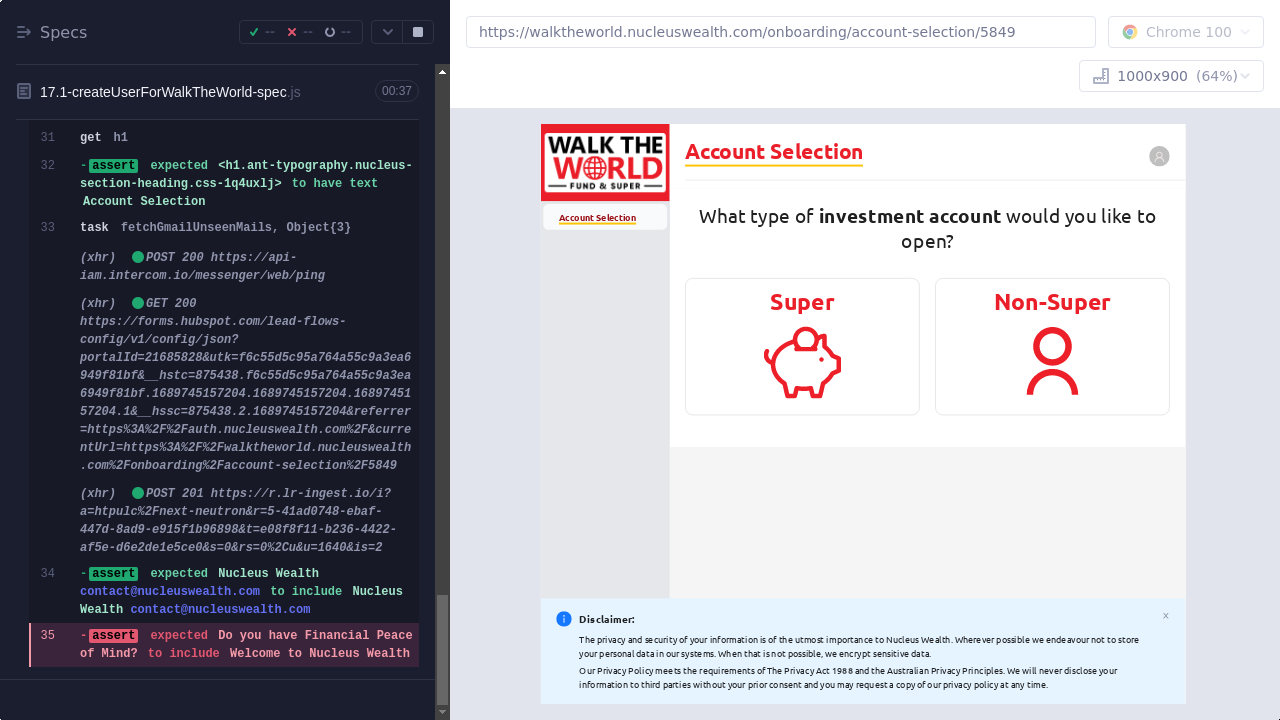 Specs
-- -- --
17.1-createUserForWalkTheWorld-spec.js 00:37
31 get h1
32 -assert expected <h1.ant-typography.nucleus-
section-heading.css-1q4uxlj> to have text
Account Selection
33 task fetchGmailUnseenMails, Object{3}
(xhr) POST 200 https://api-
iam.intercom.io/messenger/web/ping
(xhr) GET 200
https://forms.hubspot.com/lead-flows-
config/v1/config/json?
portalId=21685828&utk=f6c55d5c95a764a55c9a3ea6
949f81bf&__hstc=875438.f6c55d5c95a764a55c9a3ea
6949f81bf.1689745157204.1689745157204.16897451
57204.1&__hssc=875438.2.1689745157204&referrer
=https%3A%2F%2Fauth.nucleuswealth.com%2F&curre
ntUrl=https%3A%2F%2Fwalktheworld.nucleuswealth
.com%2Fonboarding%2Faccount-selection%2F5849
(xhr) POST 201 https://r.lr-ingest.io/i?
a=htpulc%2Fnext-neutron&r=5-41ad0748-ebaf-
447d-8ad9-e915f1b96898&t=e08f8f11-b236-4422-
af5e-d6e2de1e5ce0&s=0&rs=0%2Cu&u=1640&is=2
34 -assert expected Nucleus Wealth
contact@nucleuswealth.com to include Nucleus
Wealth contact@nucleuswealth.com
35 -assert expected Do you have Financial Peace
of Mind? to include Welcome to Nucleus Wealth
https://walktheworld.nucleuswealth.com/onboarding/account-selection/5849
Chrome 100
1000x900 (64%)
WALK THE
WORLD
FUND & SUPER
Account Selection
Account Selection
What type of investment account would you like to
open?
Super
Non-Super
Disclaimer:
The privacy and security of your information is of the utmost importance to Nucleus Wealth. Wherever possible we endeavour not to store
your personal data in our systems. When that is not possible, we encrypt sensitive data.
Our Privacy Policy meets the requirements of The Privacy Act 1988 and the Australian Privacy Principles. We will never disclose your
information to third parties without your prior consent and you may request a copy of our privacy policy at any time.